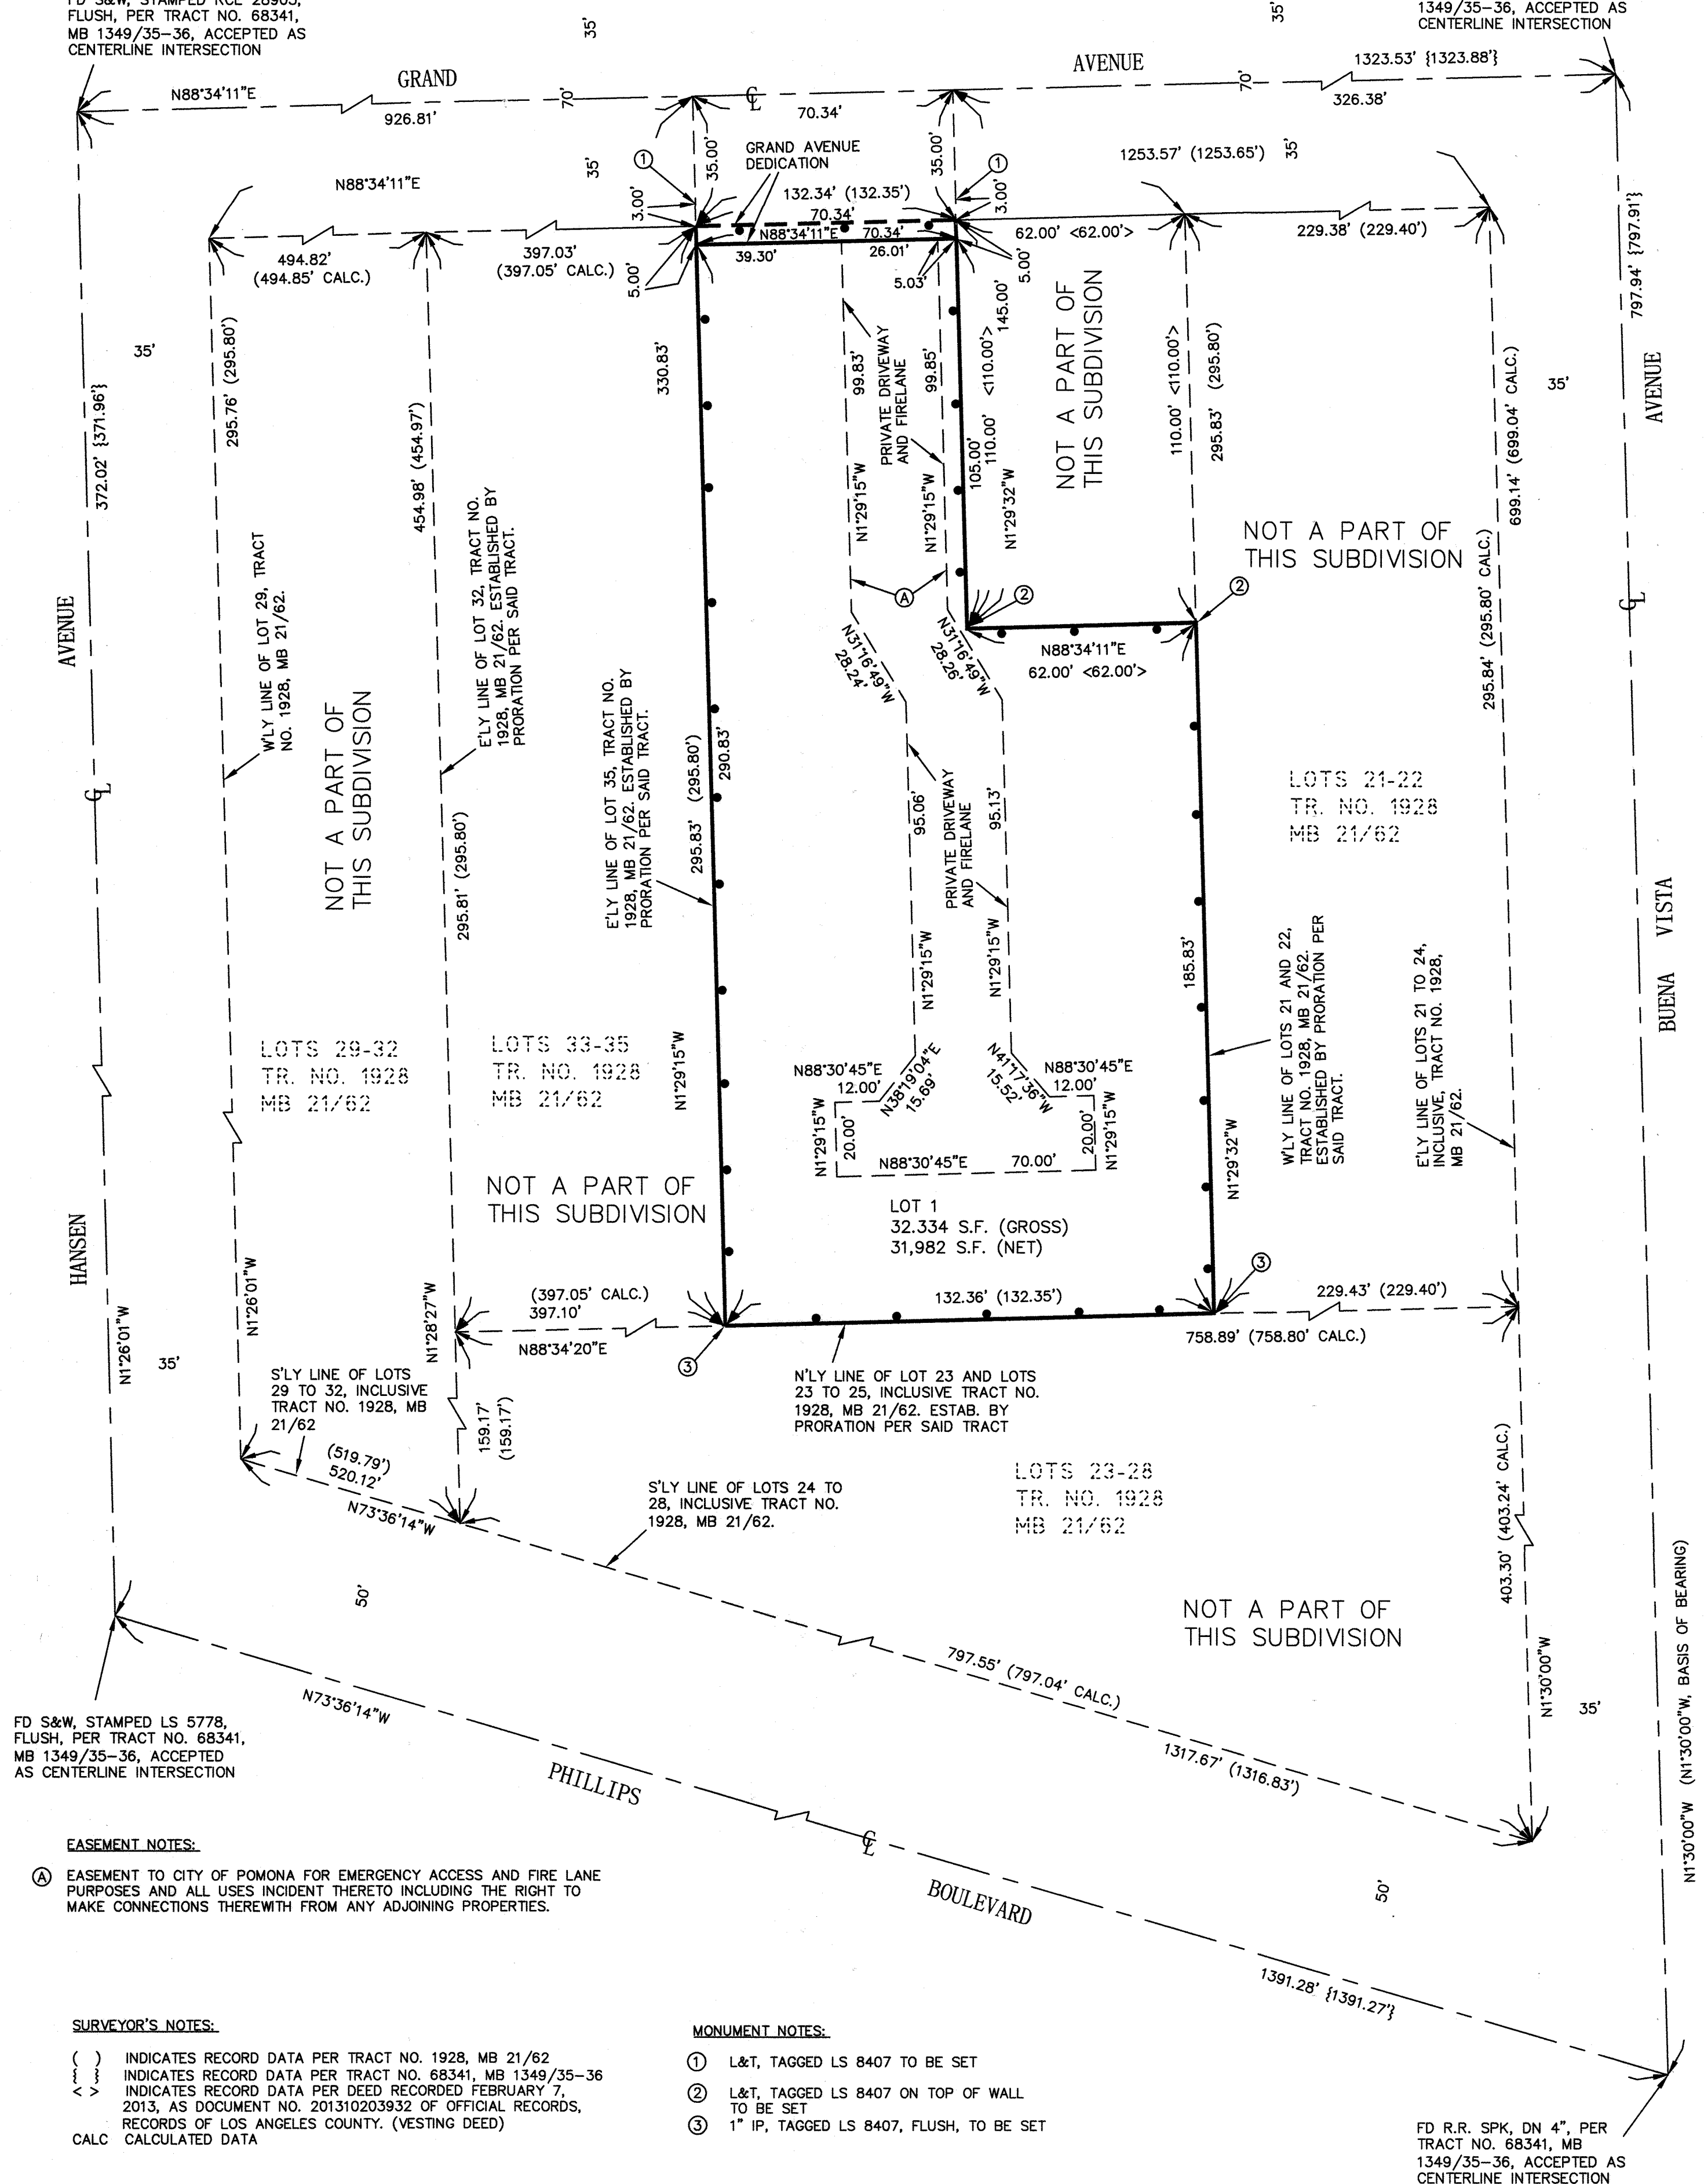 FD S&W, STAMPED RCE 28903,
FLUSH, PER TRACT NO. 68341,
MB 1349/35-36, ACCEPTED AS
CENTERLINE INTERSECTION
1349/35-36, ACCEPTED AS
CENTERLINE INTERSECTION
35'
35'
GRAND
AVENUE
1323.53' {1323.88'}
N88°34'11"E
70'
℄
70'
926.81'
70.34'
326.38'
35'
N88°34'11"E
1
35.00'
GRAND AVENUE
DEDICATION
35.00'
1
1253.57' (1253.65')
35'
3.00'
132.34' (132.35')
3.00'
70.34'
N88°34'11"E
70.34'
62.00' <62.00'>
229.38' (229.40')
494.82'
(494.85' CALC.)
397.03'
(397.05' CALC.)
5.00'
39.30'
26.01'
5.03'
5.00'
35'
372.02' {371.96'}
295.76' (295.80')
454.98' (454.97')
330.83'
99.83'
PRIVATE DRIVEWAY
AND FIRELANE
99.85'
105.00'
110.00' <110.00'>
145.00'
NOT A PART OF
THIS SUBDIVISION
110.00' <110.00'>
295.83' (295.80')
699.14' (699.04' CALC.)
35'
797.94' {797.91'}
AVENUE
N1°29'15"W
N1°29'15"W
N1°29'32"W
NOT A PART OF
THIS SUBDIVISION
295.84' (295.80' CALC.)
AVENUE
W'LY LINE OF LOT 29, TRACT
NO. 1928, MB 21/62.
E'LY LINE OF LOT 32, TRACT NO.
1928, MB 21/62. ESTABLISHED BY
PRORATION PER SAID TRACT.
A
2
2
℄
N31°16'49"W
28.24'
N31°16'49"W
28.26'
N88°34'11"E
62.00' <62.00'>
NOT A PART OF
THIS SUBDIVISION
E'LY LINE OF LOT 35, TRACT NO.
1928, MB 21/62. ESTABLISHED BY
PRORATION PER SAID TRACT.
295.83' (295.80')
290.83'
℄
95.06'
PRIVATE DRIVEWAY
AND FIRELANE
95.13'
LOTS 21-22
TR. NO. 1928
MB 21/62
295.81' (295.80')
N1°29'15"W
N1°29'15"W
185.83'
W'LY LINE OF LOTS 21 AND 22,
TRACT NO. 1928, MB 21/62.
ESTABLISHED BY PRORATION PER
SAID TRACT.
E'LY LINE OF LOTS 21 TO 24,
INCLUSIVE, TRACT NO. 1928,
MB 21/62.
BUENA VISTA
LOTS 29-32
TR. NO. 1928
MB 21/62
LOTS 33-35
TR. NO. 1928
MB 21/62
N1°29'15"W
N88°30'45"E
12.00'
N38°19'04"E
15.69'
N41°17'36"W
15.52'
N88°30'45"E
12.00'
N1°29'15"W
20.00'
20.00'
N1°29'15"W
N88°30'45"E
70.00'
N1°29'32"W
NOT A PART OF
THIS SUBDIVISION
LOT 1
32.334 S.F. (GROSS)
31,982 S.F. (NET)
HANSEN
N1°26'01"W
N1°26'01"W
35'
N1°28'27"W
(397.05' CALC.)
397.10'
N88°34'20"E
132.36' (132.35')
3
3
229.43' (229.40')
758.89' (758.80' CALC.)
S'LY LINE OF LOTS
29 TO 32, INCLUSIVE
TRACT NO. 1928, MB
21/62
159.17'
(159.17')
N'LY LINE OF LOT 23 AND LOTS
23 TO 25, INCLUSIVE TRACT NO.
1928, MB 21/62. ESTAB. BY
PRORATION PER SAID TRACT
(519.79')
520.12'
N73°36'14"W
S'LY LINE OF LOTS 24 TO
28, INCLUSIVE TRACT NO.
1928, MB 21/62.
LOTS 23-28
TR. NO. 1928
MB 21/62
403.30' (403.24' CALC.)
50'
NOT A PART OF
THIS SUBDIVISION
797.55' (797.04' CALC.)
N1°30'00"W
35'
N1°30'00"W (N1°30'00"W, BASIS OF BEARING)
N73°36'14"W
FD S&W, STAMPED LS 5778,
FLUSH, PER TRACT NO. 68341,
MB 1349/35-36, ACCEPTED
AS CENTERLINE INTERSECTION
1317.67' (1316.83')
PHILLIPS
℄
BOULEVARD
50'
1391.28' {1391.27'}
EASEMENT NOTES:
A EASEMENT TO CITY OF POMONA FOR EMERGENCY ACCESS AND FIRE LANE
PURPOSES AND ALL USES INCIDENT THERETO INCLUDING THE RIGHT TO
MAKE CONNECTIONS THEREWITH FROM ANY ADJOINING PROPERTIES.
SURVEYOR'S NOTES:
( ) INDICATES RECORD DATA PER TRACT NO. 1928, MB 21/62
{ } INDICATES RECORD DATA PER TRACT NO. 68341, MB 1349/35-36
< > INDICATES RECORD DATA PER DEED RECORDED FEBRUARY 7,
2013, AS DOCUMENT NO. 201310203932 OF OFFICIAL RECORDS,
RECORDS OF LOS ANGELES COUNTY. (VESTING DEED)
CALC CALCULATED DATA
MONUMENT NOTES:
1 L&T, TAGGED LS 8407 TO BE SET
2 L&T, TAGGED LS 8407 ON TOP OF WALL
TO BE SET
3 1" IP, TAGGED LS 8407, FLUSH, TO BE SET
FD R.R. SPK, DN 4", PER
TRACT NO. 68341, MB
1349/35-36, ACCEPTED AS
CENTERLINE INTERSECTION